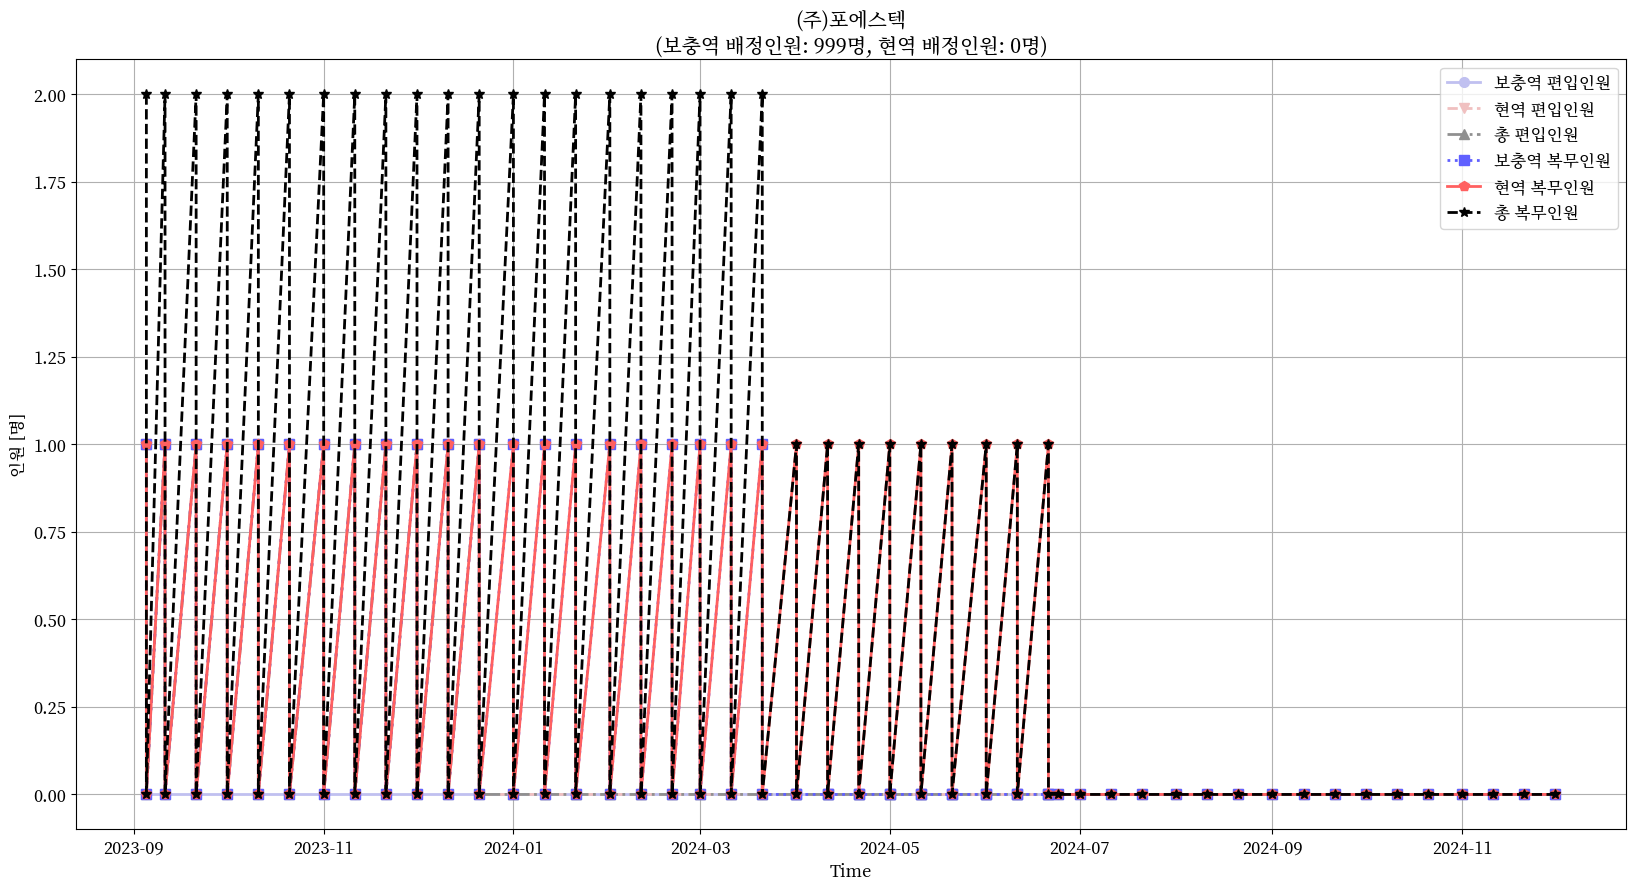 (주)포에스텍
(보충역 배정인원: 999명, 현역 배정인원: 0명)
보충역 편입인원
현역 편입인원
총 편입인원
보충역 복무인원
현역 복무인원
총 복무인원
인원 [명]
2.00
1.75
1.50
1.25
1.00
0.75
0.50
0.25
0.00
2023-09 2023-11 2024-01 2024-03 2024-05 2024-07 2024-09 2024-11
Time